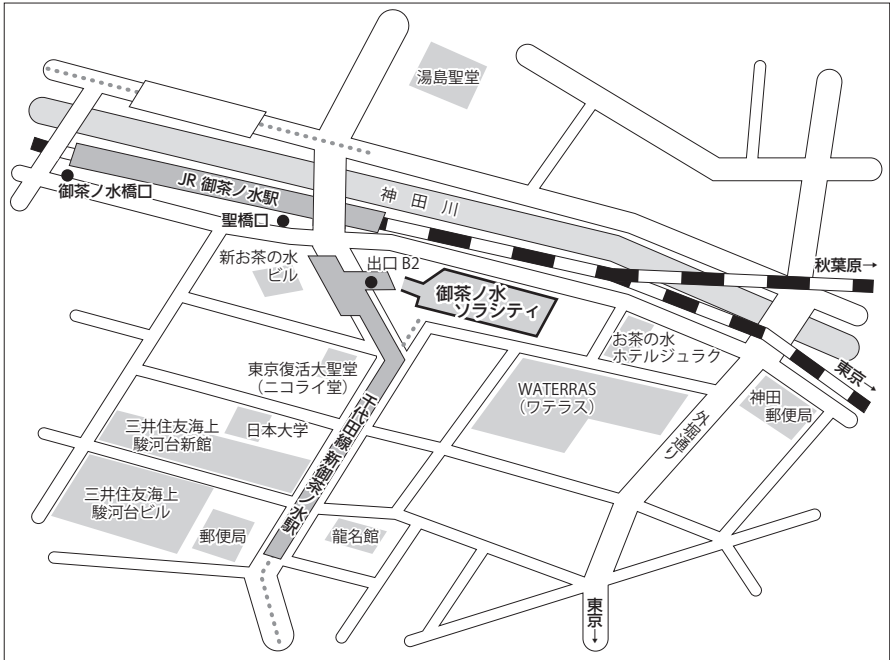 湯島聖堂
JR 御茶ノ水駅
神田川
御茶ノ水橋口
聖橋口
新お茶の水
ビル
出口 B2
秋葉原→
御茶ノ水
ソラシティ
お茶の水
ホテルジュラク
東京→
東京復活大聖堂
（ニコライ堂）
WATERRAS
（ワテラス）
神田
郵便局
外堀通り
千代田線 新御茶ノ水駅
三井住友海上
駿河台新館
日本大学
三井住友海上
駿河台ビル
郵便局
龍名館
東京→